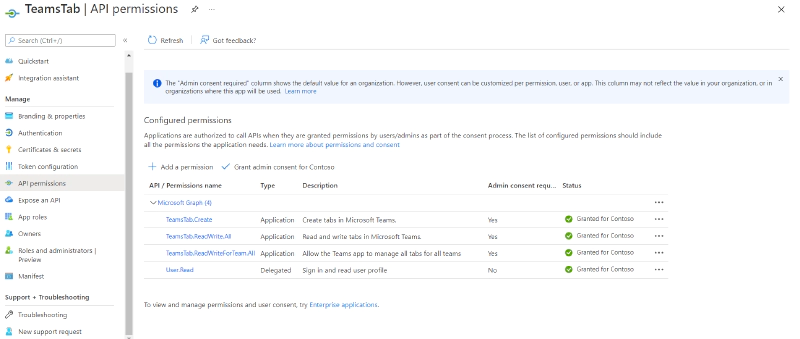 TeamsTab | API permissions
Search (Ctrl+/)
Refresh
Got feedback?
Quickstart
Integration assistant
Manage
Branding & properties
Authentication
Certificates & secrets
Token configuration
API permissions
Expose an API
App roles
Owners
Roles and administrators |
Preview
Manifest
Support + Troubleshooting
Troubleshooting
New support request
The "Admin consent required" column shows the default value for an organization. However, user consent can be customized per permission, user, or app. This column may not reflect the value in your organization, or in
organizations where this app will be used. Learn more
Configured permissions
Applications are authorized to call APIs when they are granted permissions by users/admins as part of the consent process. The list of configured permissions should include
all the permissions the application needs. Learn more about permissions and consent
Add a permission
Grant admin consent for Contoso
API / Permissions name Type Description Admin consent requ... Status
Microsoft Graph (4)
TeamsTab.Create Application Create tabs in Microsoft Teams. Yes Granted for Contoso
TeamsTab.ReadWrite.All Application Read and write tabs in Microsoft Teams. Yes Granted for Contoso
TeamsTab.ReadWriteForTeam.All Application Allow the Teams app to manage all tabs for all teams Yes Granted for Contoso
User.Read Delegated Sign in and read user profile No Granted for Contoso
To view and manage permissions and user consent, try Enterprise applications.